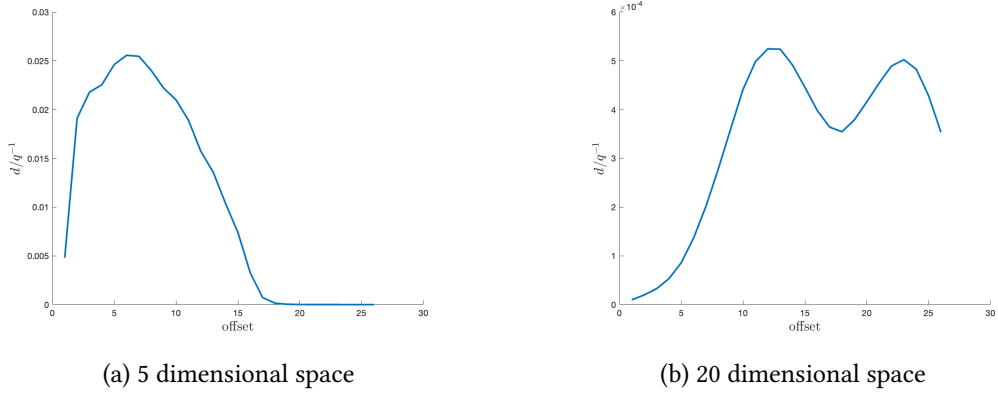 0.03
0.025
0.02
0.015
0.01
0.005
0
d/q⁻¹
0 5 10 15 20 25 30
offset
(a) 5 dimensional space
×10⁻⁴
6
5
4
3
2
1
0
d/q⁻¹
0 5 10 15 20 25 30
offset
(b) 20 dimensional space